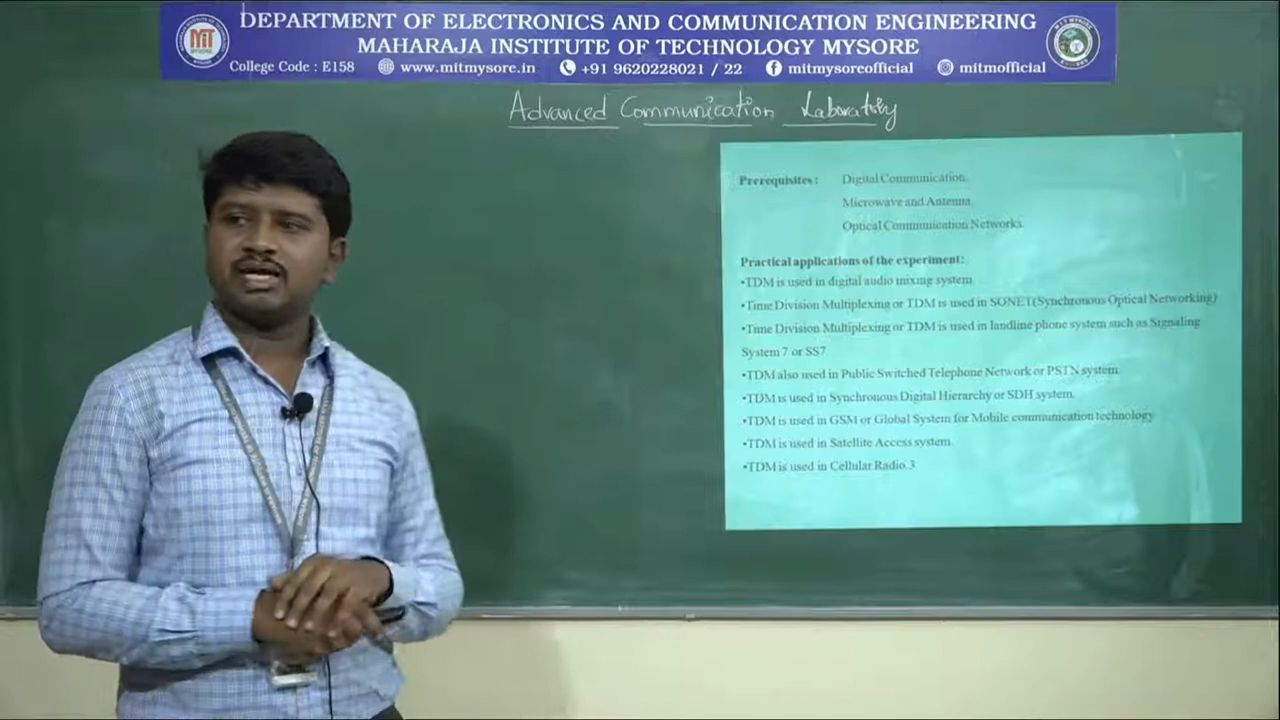 DEPARTMENT OF ELECTRONICS AND COMMUNICATION ENGINEERING
MAHARAJA INSTITUTE OF TECHNOLOGY MYSORE
College Code : E158 www.mitmysore.in +91 9620228021 / 22 mitmysoreofficial mitmofficial
MIT
Advanced Communication Laboratory
Prerequisites : Digital Communication.
Microwave and Antenna.
Optical Communication Networks.
Practical applications of the experiment:
•TDM is used in digital audio mixing system
•Time Division Multiplexing or TDM is used in SONET(Synchronous Optical Networking)
•Time Division Multiplexing or TDM is used in landline phone system such as Signaling
System 7 or SS7
•TDM also used in Public Switched Telephone Network or PSTN system.
•TDM is used in Synchronous Digital Hierarchy or SDH system.
•TDM is used in GSM or Global System for Mobile communication technology
•TDM is used in Satellite Access system.
•TDM is used in Cellular Radio.3